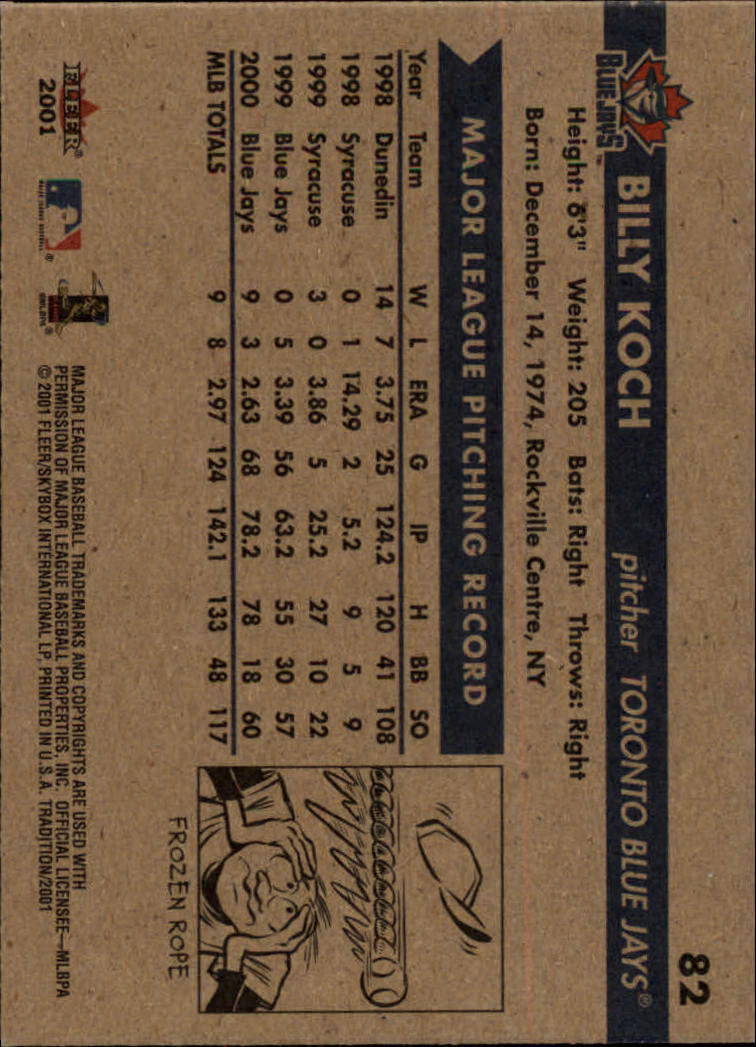 82
BLUE JAYS™ BILLY KOCH pitcher TORONTO BLUE JAYS®
Height: 6'3" Weight: 205 Bats: Right Throws: Right
Born: December 14, 1974, Rockville Centre, NY
MAJOR LEAGUE PITCHING RECORD
Year Team W L ERA G IP H BB SO
1998 Dunedin 14 7 3.75 25 124.2 120 41 108
1998 Syracuse 0 1 14.29 2 5.2 9 5 9
1999 Syracuse 3 0 3.86 5 25.2 27 10 22
1999 Blue Jays 0 5 3.39 56 63.2 55 30 57
2000 Blue Jays 9 3 2.63 68 78.2 78 18 60
MLB TOTALS 9 8 2.97 124 142.1 133 48 117
FROZEN ROPE
FLEER®
2001
MAJOR LEAGUE BASEBALL TRADEMARKS AND COPYRIGHTS ARE USED WITH
PERMISSION OF MAJOR LEAGUE BASEBALL PROPERTIES, INC. OFFICIAL LICENSEE—MLBPA
© 2001 FLEER/SKYBOX INTERNATIONAL LP. PRINTED IN U.S.A. TRADITION/2001